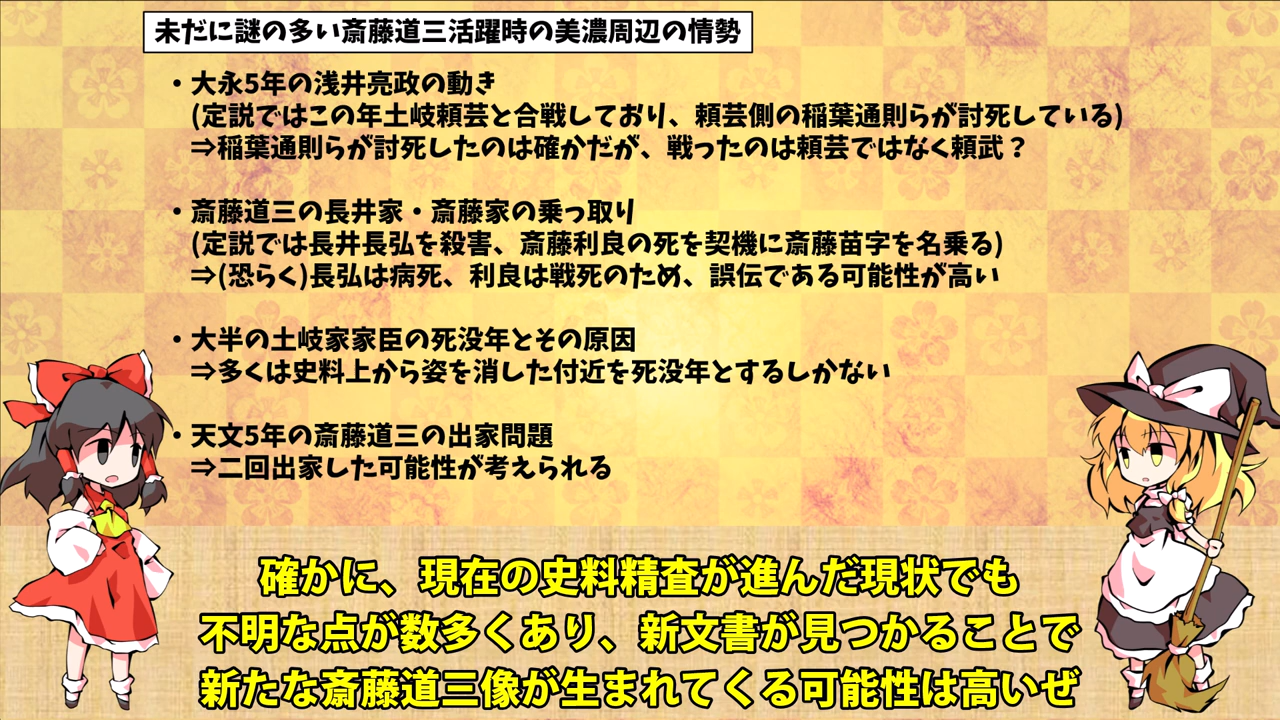 未だに謎の多い斎藤道三活躍時の美濃周辺の情勢
・大永5年の浅井亮政の動き
(定説ではこの年土岐頼芸と合戦しており、頼芸側の稲葉通則らが討死している)
⇒稲葉通則らが討死したのは確かだが、戦ったのは頼芸ではなく頼武？
・斎藤道三の長井家・斎藤家の乗っ取り
(定説では長井長弘を殺害、斎藤利良の死を契機に斎藤苗字を名乗る)
⇒(恐らく)長弘は病死、利良は戦死のため、誤伝である可能性が高い
・大半の土岐家家臣の死没年とその原因
⇒多くは史料上から姿を消した付近を死没年とするしかない
・天文5年の斎藤道三の出家問題
⇒二回出家した可能性が考えられる
確かに、現在の史料精査が進んだ現状でも
不明な点が数多くあり、新文書が見つかることで
新たな斎藤道三像が生まれてくる可能性は高いぜ